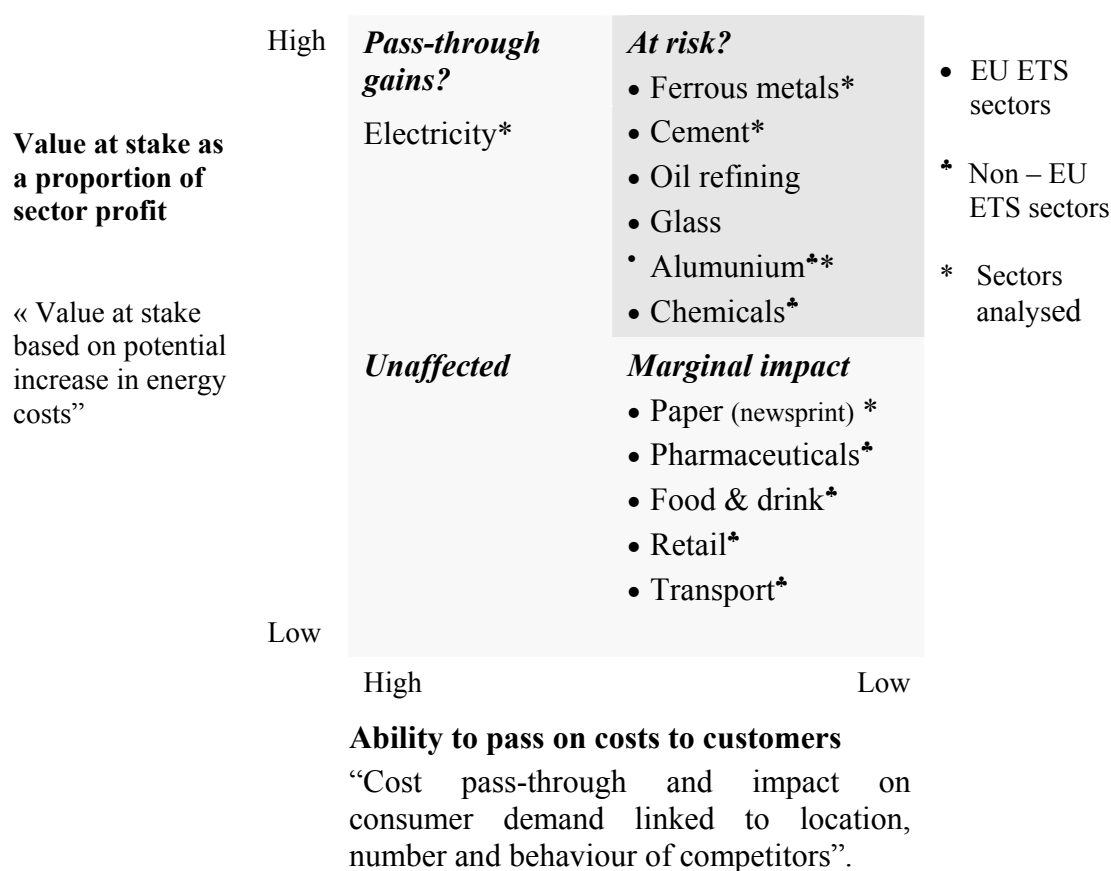 High
Pass-through
gains?
Electricity*
At risk?
• Ferrous metals*
• Cement*
• Oil refining
• Glass
• Alumunium♣*
• Chemicals♣
• EU ETS
sectors
♣ Non – EU
ETS sectors
* Sectors
analysed
Value at stake as
a proportion of
sector profit
« Value at stake
based on potential
increase in energy
costs”
Unaffected
Marginal impact
• Paper (newsprint) *
• Pharmaceuticals♣
• Food & drink♣
• Retail♣
• Transport♣
Low
High
Low
Ability to pass on costs to customers
“Cost pass-through and impact on
consumer demand linked to location,
number and behaviour of competitors”.